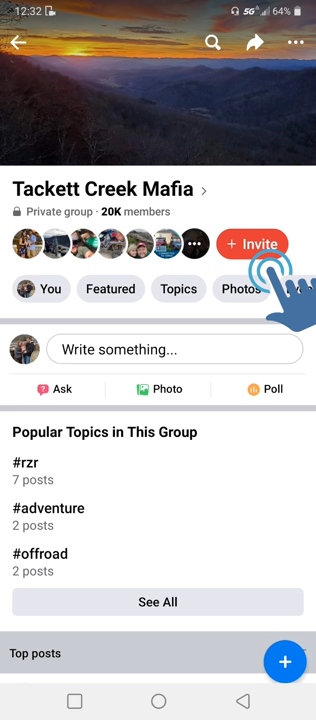 12:32
5G 64%
Tackett Creek Mafia
Private group · 20K members
+ Invite
You Featured Topics Photos
Write something...
Ask Photo Poll
Popular Topics in This Group
#rzr
7 posts
#adventure
2 posts
#offroad
2 posts
See All
Top posts